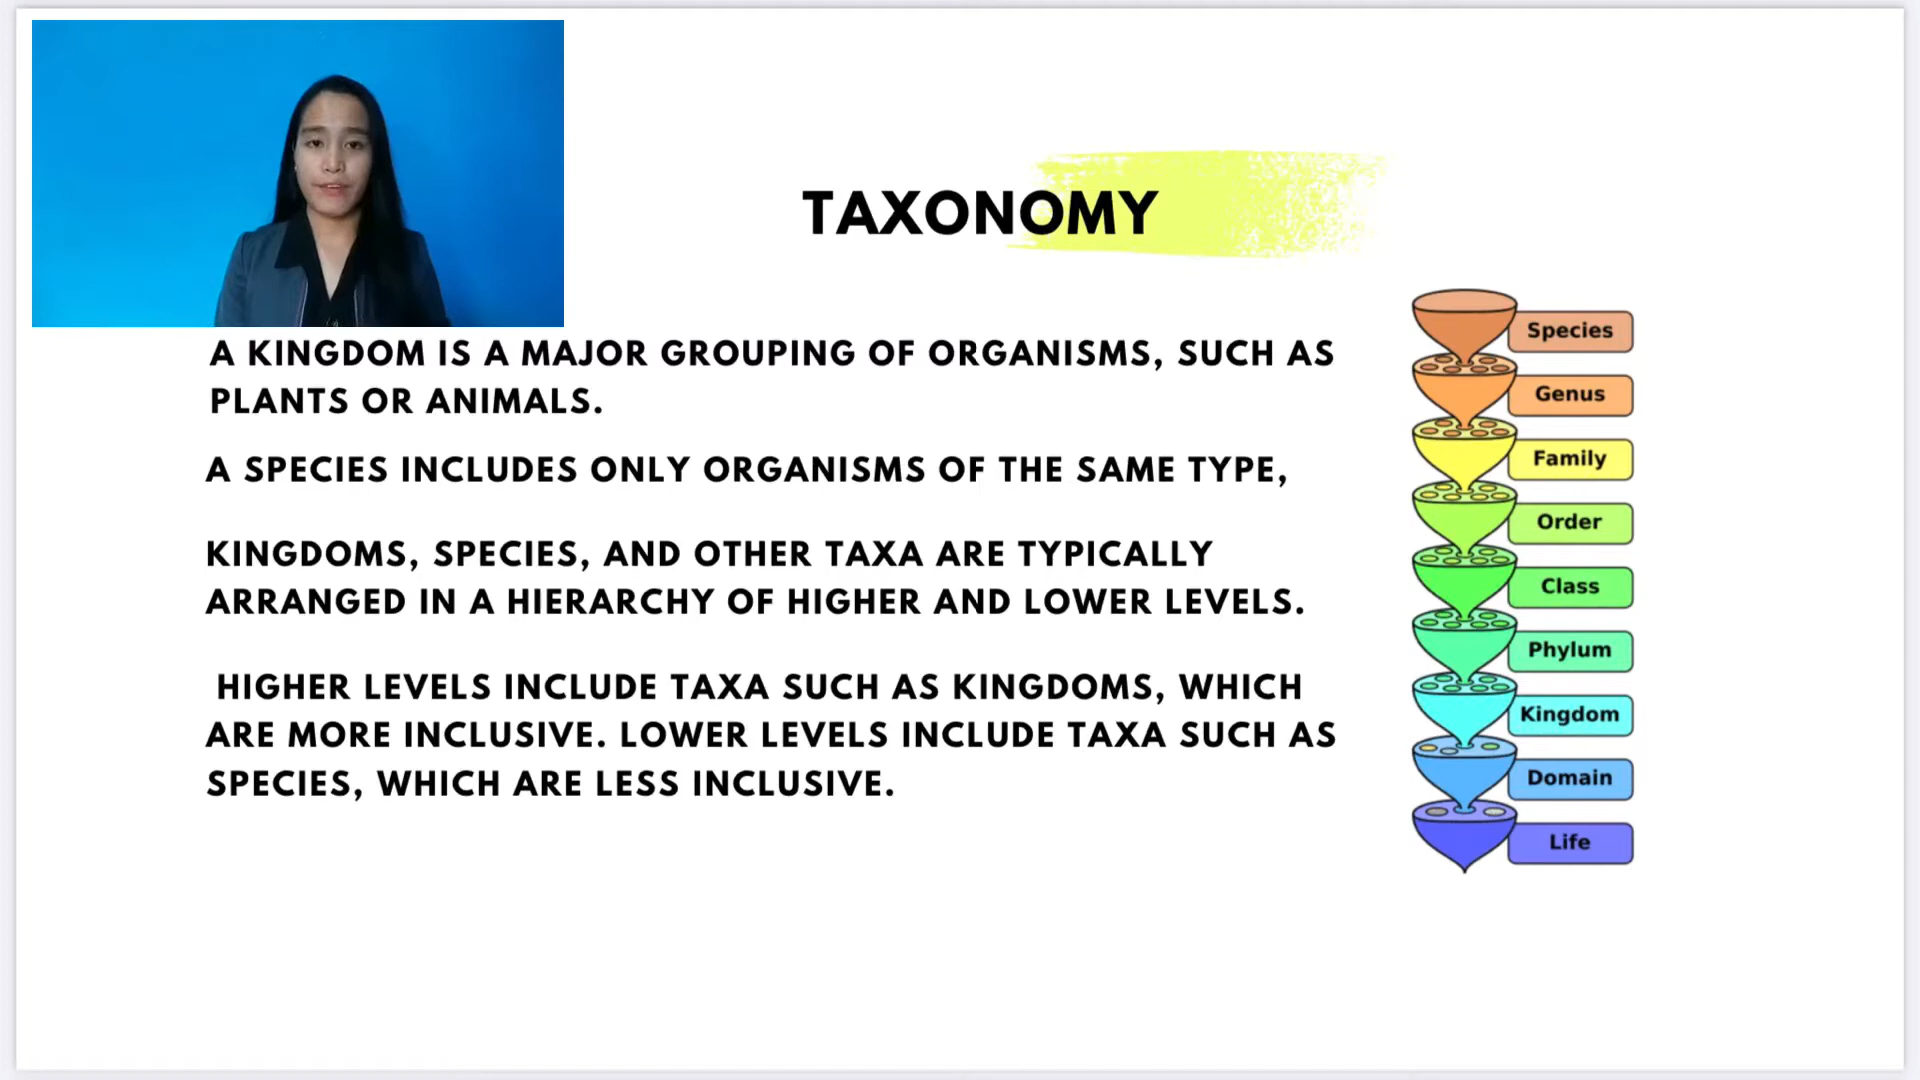 TAXONOMY
A KINGDOM IS A MAJOR GROUPING OF ORGANISMS, SUCH AS
PLANTS OR ANIMALS.
A SPECIES INCLUDES ONLY ORGANISMS OF THE SAME TYPE,
KINGDOMS, SPECIES, AND OTHER TAXA ARE TYPICALLY
ARRANGED IN A HIERARCHY OF HIGHER AND LOWER LEVELS.
HIGHER LEVELS INCLUDE TAXA SUCH AS KINGDOMS, WHICH
ARE MORE INCLUSIVE. LOWER LEVELS INCLUDE TAXA SUCH AS
SPECIES, WHICH ARE LESS INCLUSIVE.
Species
Genus
Family
Order
Class
Phylum
Kingdom
Domain
Life